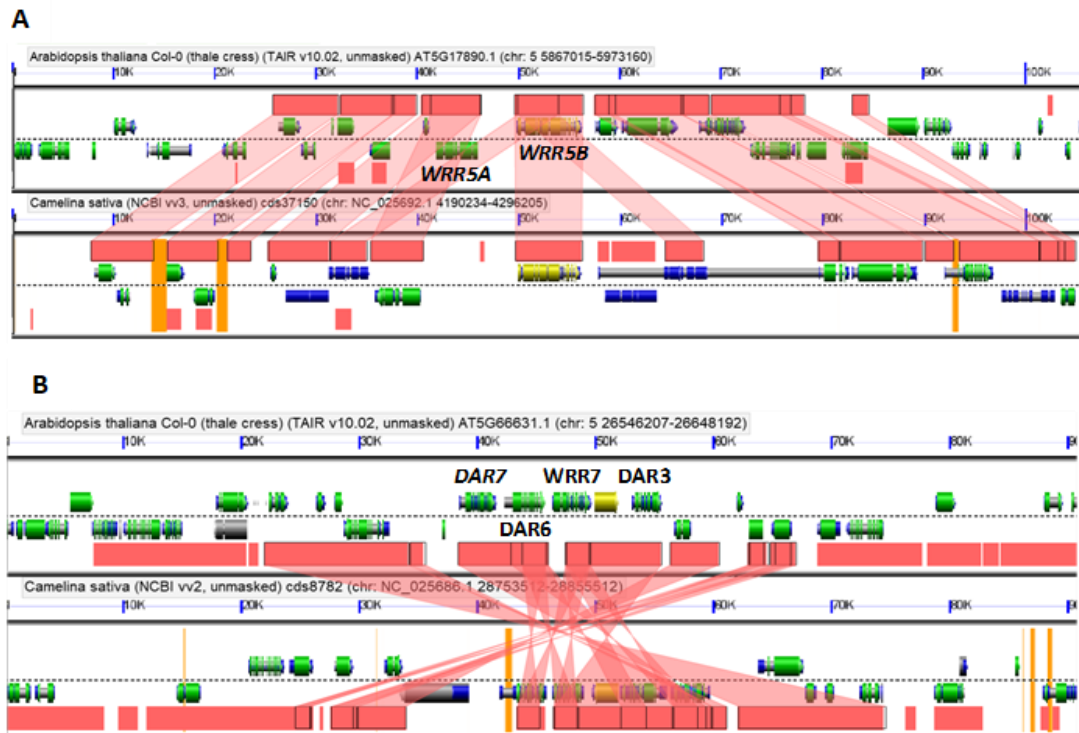 A
Arabidopsis thaliana Col-0 (thale cress) (TAIR v10.02, unmasked) AT5G17890.1 (chr: 5 5867015-5973160)
10K 20K 30K 40K 50K 60K 70K 80K 90K 100K
WRR5A WRR5B
Camelina sativa (NCBI vv3, unmasked) cds37150 (chr: NC_025692.1 4190234-4296205)
10K 20K 30K 40K 50K 60K 70K 80K 90K 100K
B
Arabidopsis thaliana Col-0 (thale cress) (TAIR v10.02, unmasked) AT5G66631.1 (chr: 5 26546207-26648192)
10K 20K 30K 40K 50K 60K 70K 80K 9
DAR7 WRR7 DAR3
DAR6
Camelina sativa (NCBI vv2, unmasked) cds8782 (chr: NC_025686.1 28753512-28855512)
10K 20K 30K 40K 50K 60K 70K 80K 9